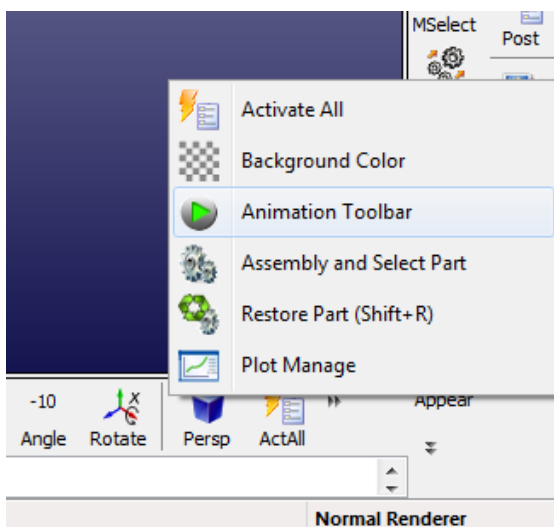 MSelect
Post
Activate All
Background Color
Animation Toolbar
Assembly and Select Part
Restore Part (Shift+R)
Plot Manage
-10
X
Appear
Angle
Rotate
Persp
ActAll
Normal Renderer